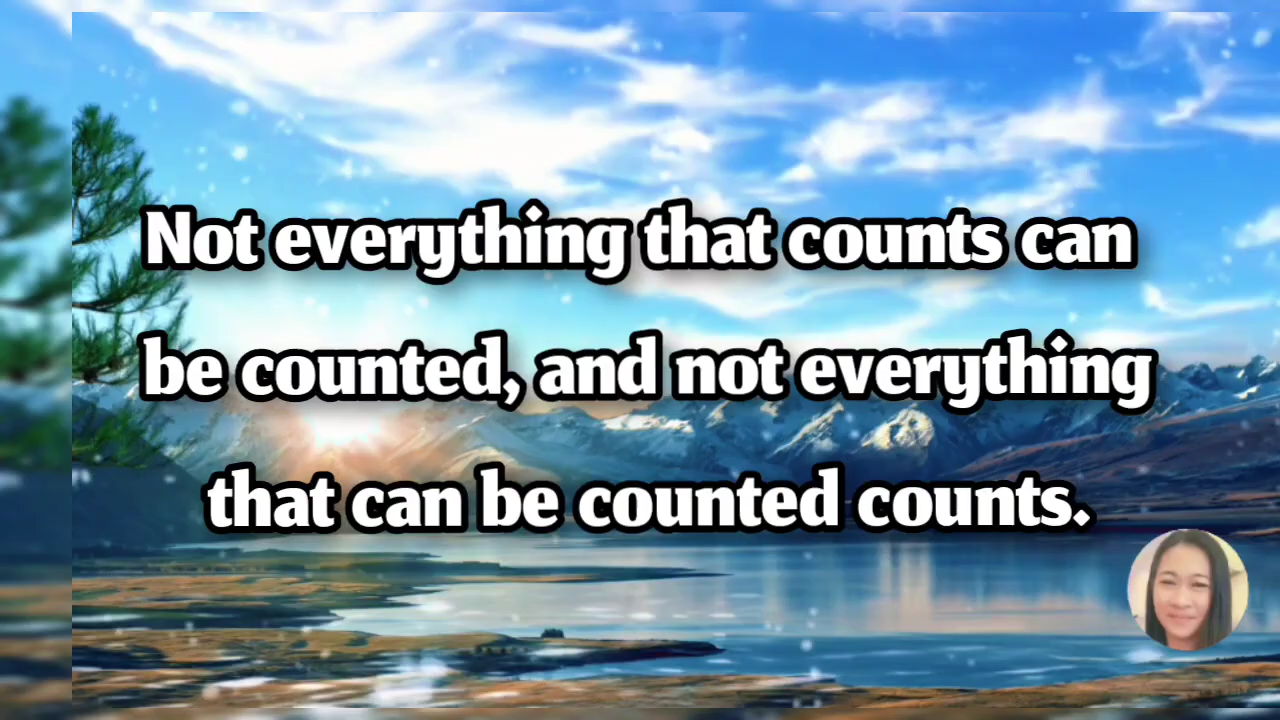 Not everything that counts can
be counted, and not everything
that can be counted counts.